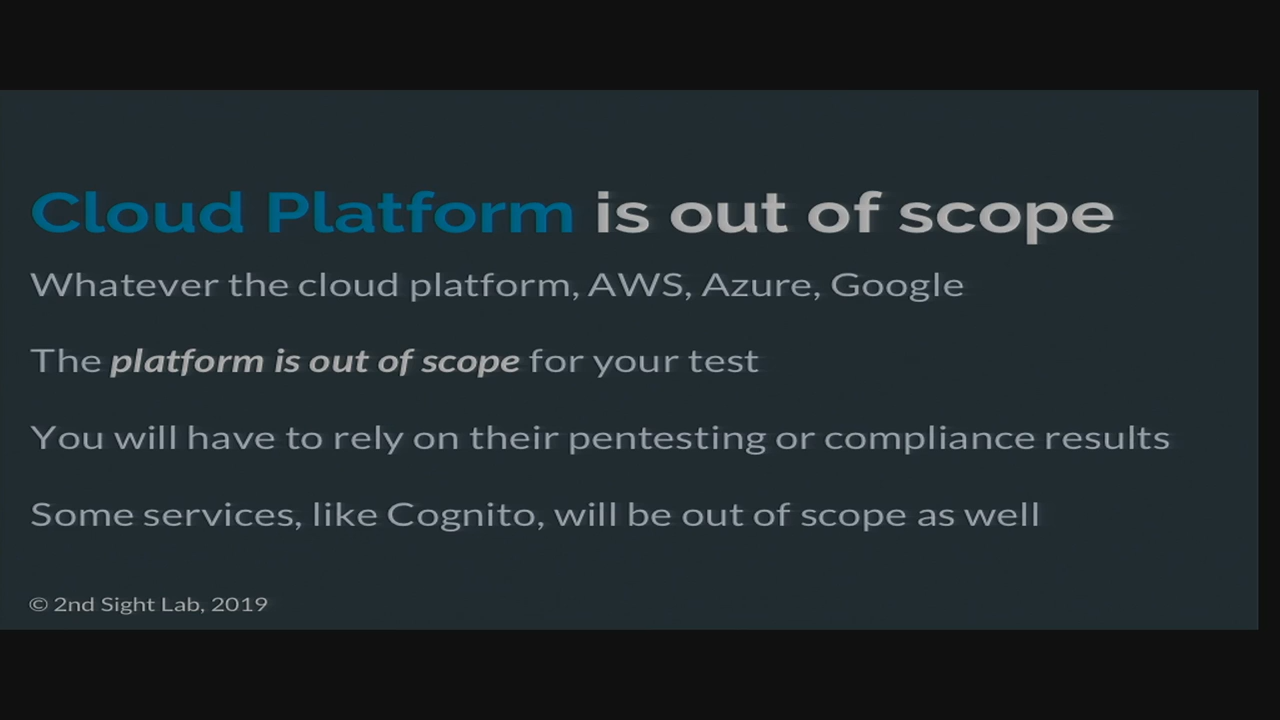 Cloud Platform is out of scope
Whatever the cloud platform, AWS, Azure, Google
The platform is out of scope for your test
You will have to rely on their pentesting or compliance results
Some services, like Cognito, will be out of scope as well
© 2nd Sight Lab, 2019